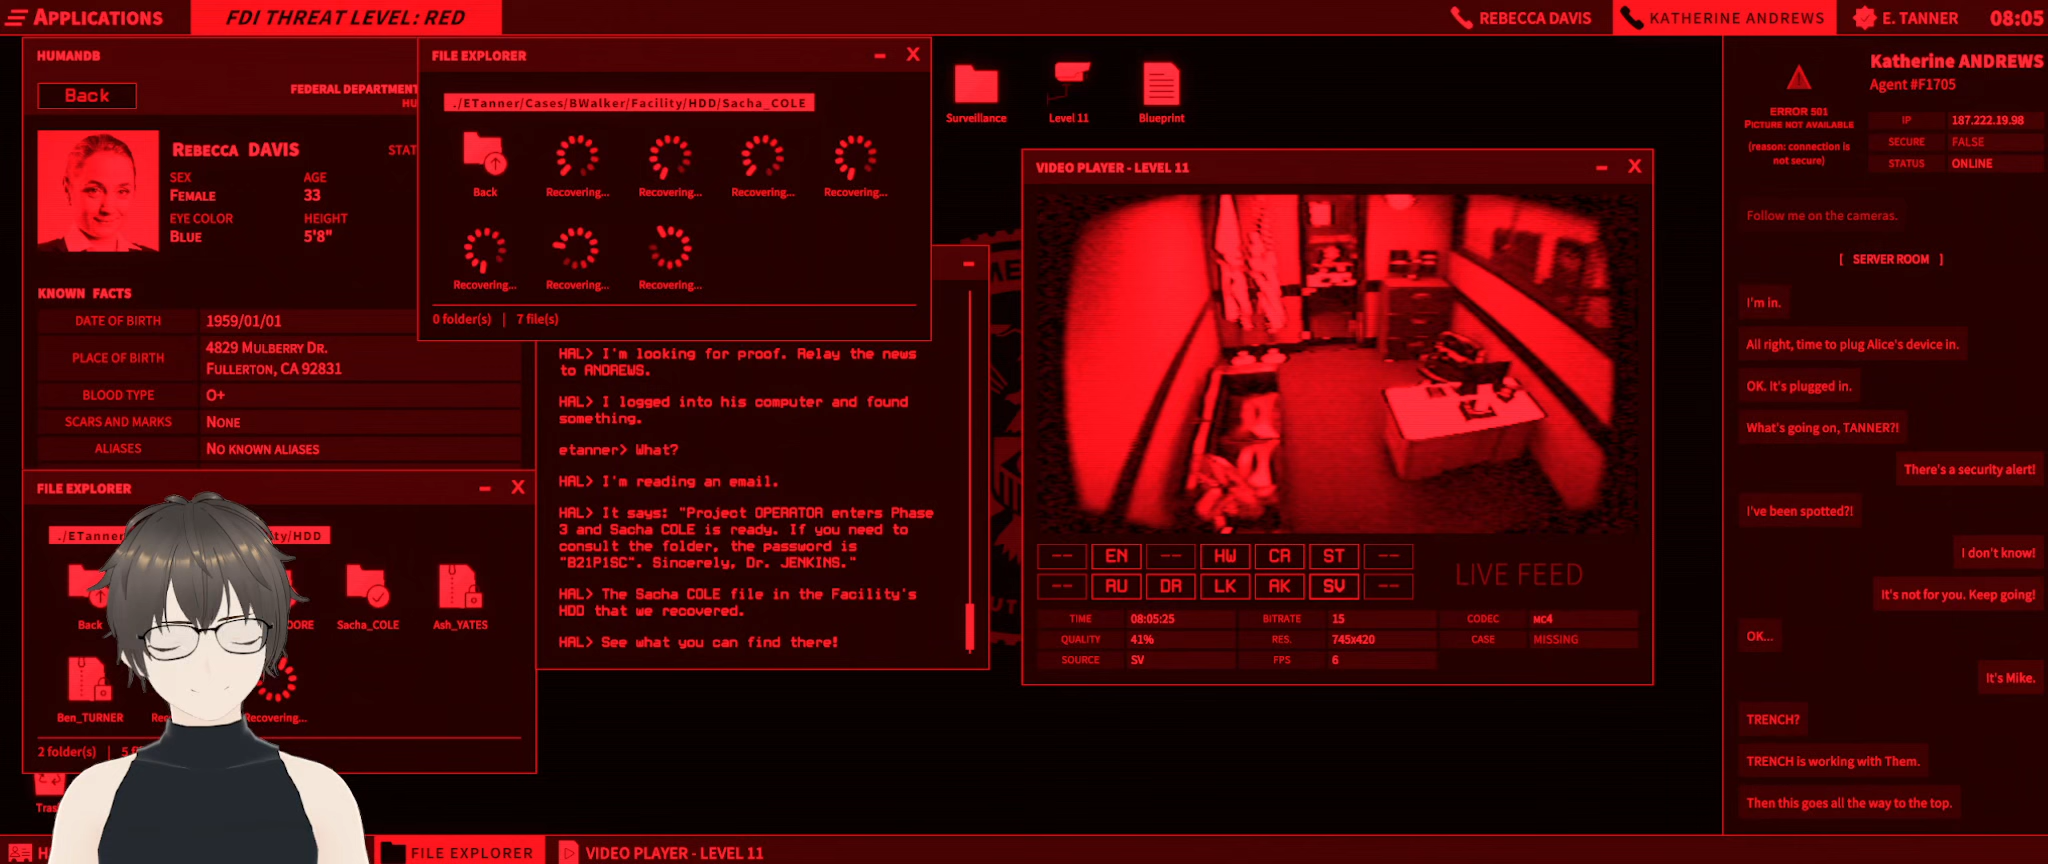 APPLICATIONS
FDI THREAT LEVEL: RED
REBECCA DAVIS
KATHERINE ANDREWS
E. TANNER
08:05
HUMANDB
Back
FEDERAL DEPARTMENT
HU
REBECCA DAVIS
STAT
SEX
AGE
FEMALE
33
EYE COLOR
HEIGHT
BLUE
5'8"
KNOWN FACTS
DATE OF BIRTH
1959/01/01
PLACE OF BIRTH
4829 MULBERRY DR.
FULLERTON, CA 92831
BLOOD TYPE
O+
SCARS AND MARKS
NONE
ALIASES
NO KNOWN ALIASES
FILE EXPLORER
X
./ETanner/Cases/BWalker/Facility/HDD/Sacha_COLE
Back
Recovering...
Recovering...
Recovering...
Recovering...
Recovering...
Recovering...
Recovering...
0 folder(s) | 7 file(s)
Surveillance
Level 11
Blueprint
FILE EXPLORER
X
./ETanner
ity/HDD
Back
OORE
Sacha_COLE
Ash_YATES
Ben_TURNER
Rec
Recovering...
2 folder(s) | 5 fi
Tras
HAL> I'm looking for proof. Relay the news
to ANDREWS.
HAL> I logged into his computer and found
something.
etanner> What?
HAL> I'm reading an email.
HAL> It says: "Project OPERATOR enters Phase
3 and Sacha COLE is ready. If you need to
consult the folder, the password is
"B21P1SC". Sincerely, Dr. JENKINS."
HAL> The Sacha COLE file in the Facility's
HDD that we recovered.
HAL> See what you can find there!
VIDEO PLAYER - LEVEL 11
X
-- EN -- HW CR ST --
-- RU DR LK AK SV --
LIVE FEED
TIME 08:05:25 BITRATE 15 CODEC MC4
QUALITY 41% RES. 745x420 CASE MISSING
SOURCE SV FPS 6
Katherine ANDREWS
Agent #F1705
ERROR 501
PICTURE NOT AVAILABLE
(reason: connection is
not secure)
IP 187.222.19.98
SECURE FALSE
STATUS ONLINE
Follow me on the cameras.
[ SERVER ROOM ]
I'm in.
All right, time to plug Alice's device in.
OK. It's plugged in.
What's going on, TANNER?!
There's a security alert!
I've been spotted?!
I don't know!
It's not for you. Keep going!
OK...
It's Mike.
TRENCH?
TRENCH is working with Them.
Then this goes all the way to the top.
H
FILE EXPLORER
VIDEO PLAYER - LEVEL 11